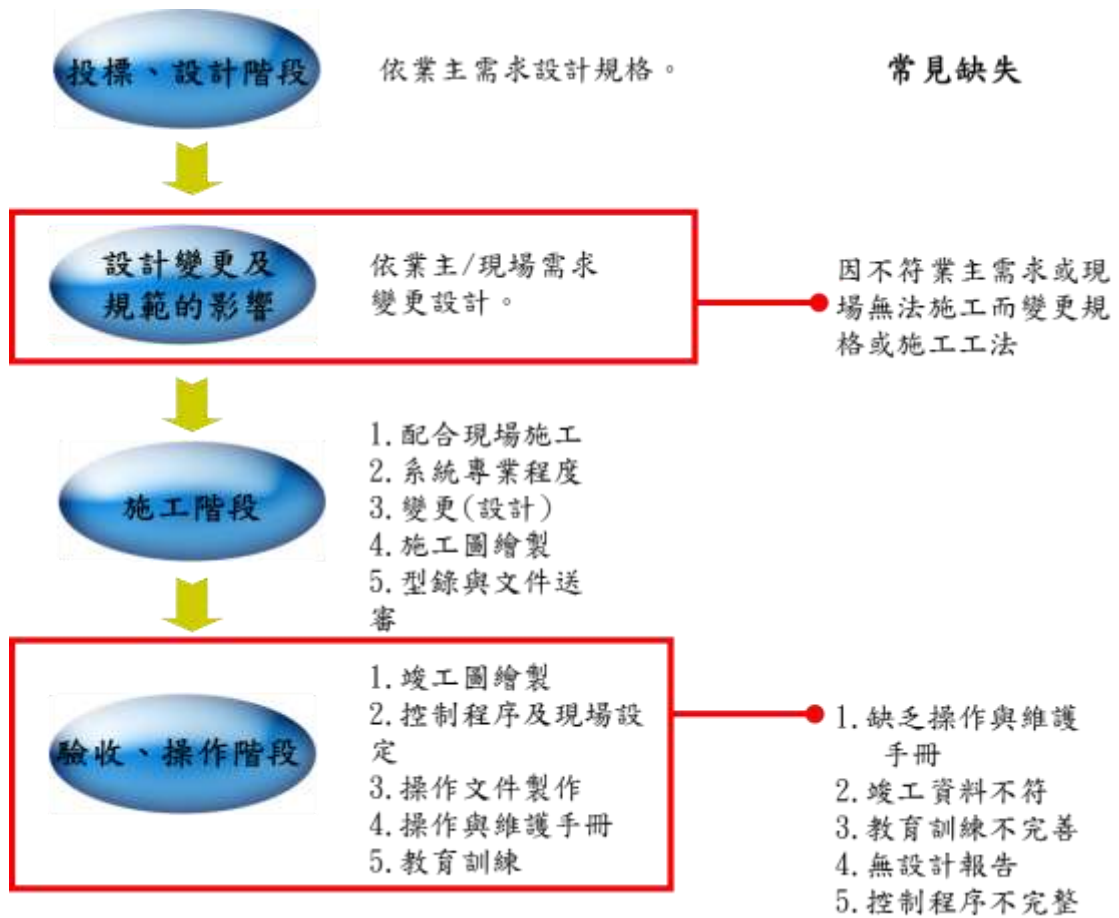 投標、設計階段
依業主需求設計規格。
常見缺失
設計變更及
規範的影響
依業主/現場需求
變更設計。
因不符業主需求或現
場無法施工而變更規
格或施工工法
施工階段
1.配合現場施工
2.系統專業程度
3.變更(設計)
4.施工圖繪製
5.型錄與文件送
審
驗收、操作階段
1.竣工圖繪製
2.控制程序及現場設
定
3.操作文件製作
4.操作與維護手冊
5.教育訓練
1.缺乏操作與維護
手冊
2.竣工資料不符
3.教育訓練不完善
4.無設計報告
5.控制程序不完整